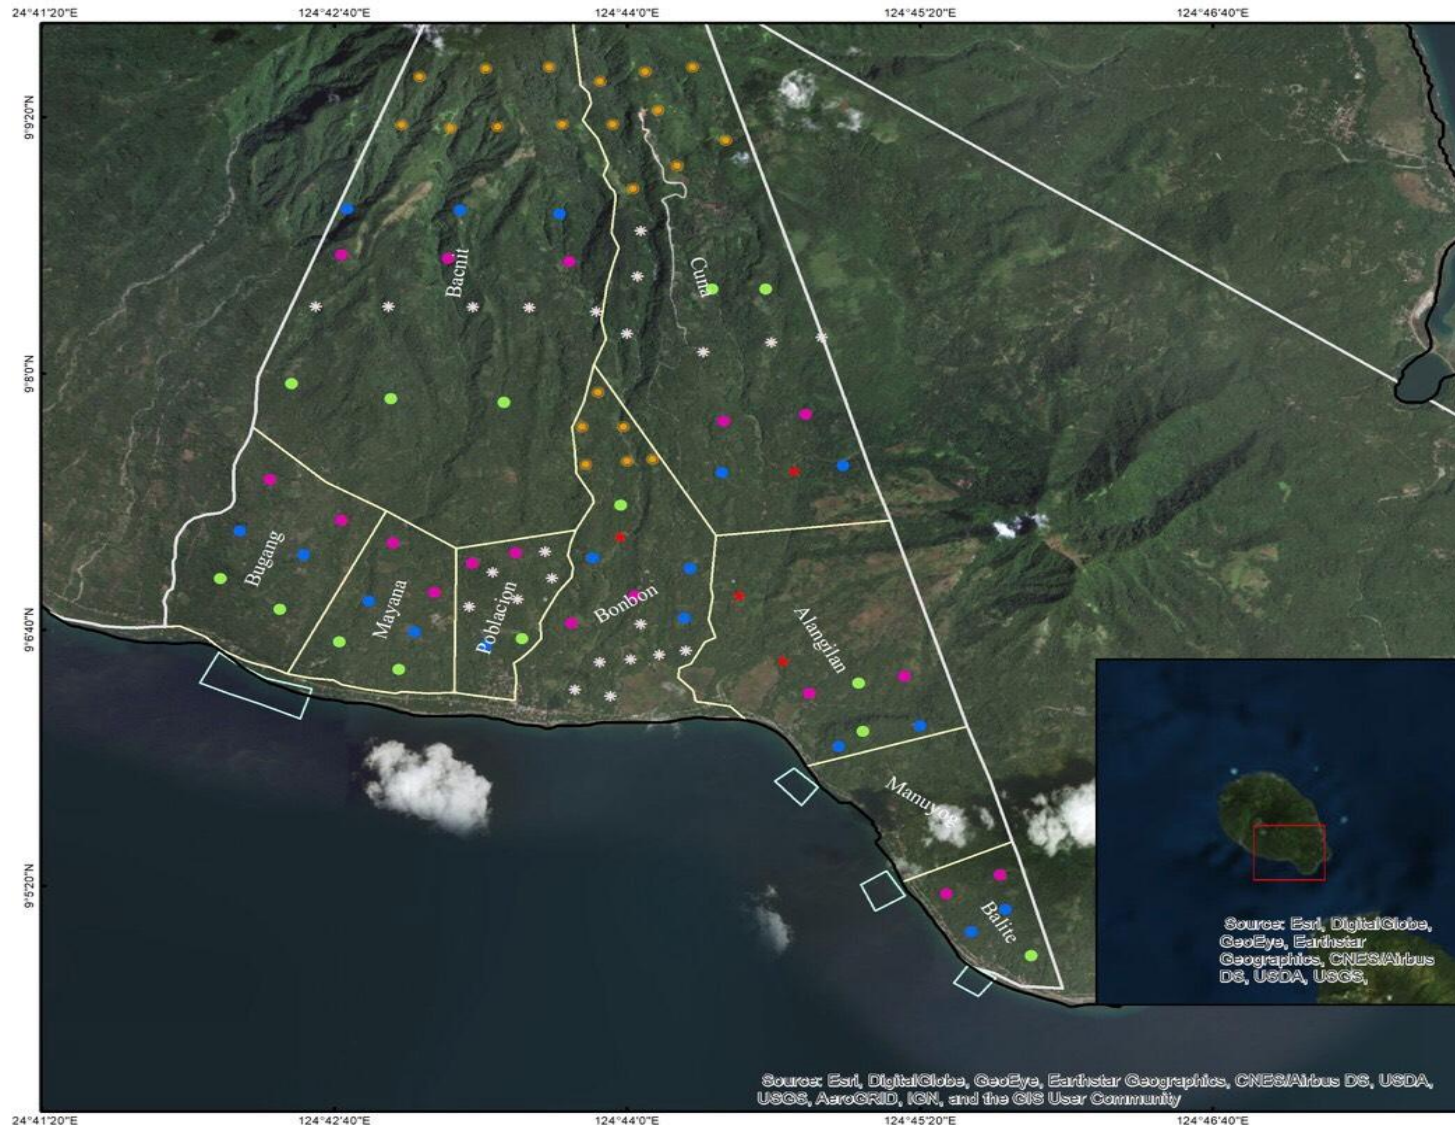 24°41'20"E 124°42'40"E 124°44'0"E 124°45'20"E 124°46'40"E
9°9'20"N
Bacnit
Cuna
9°8'0"N
Bugang
Mayana
Poblacion
Bonbon
Alangilan
9°6'40"N
Manuyog
9°5'20"N
Balite
Source: Esri, DigitalGlobe,
GeoEye, Earthstar
Geographics, CNES/Airbus
DS, USDA, USGS,
Source: Esri, DigitalGlobe, GeoEye, Earthstar Geographics, CNES/Airbus DS, USDA,
USGS, AeroGRID, IGN, and the GIS User Community
24°41'20"E 124°42'40"E 124°44'0"E 124°45'20"E 124°46'40"E